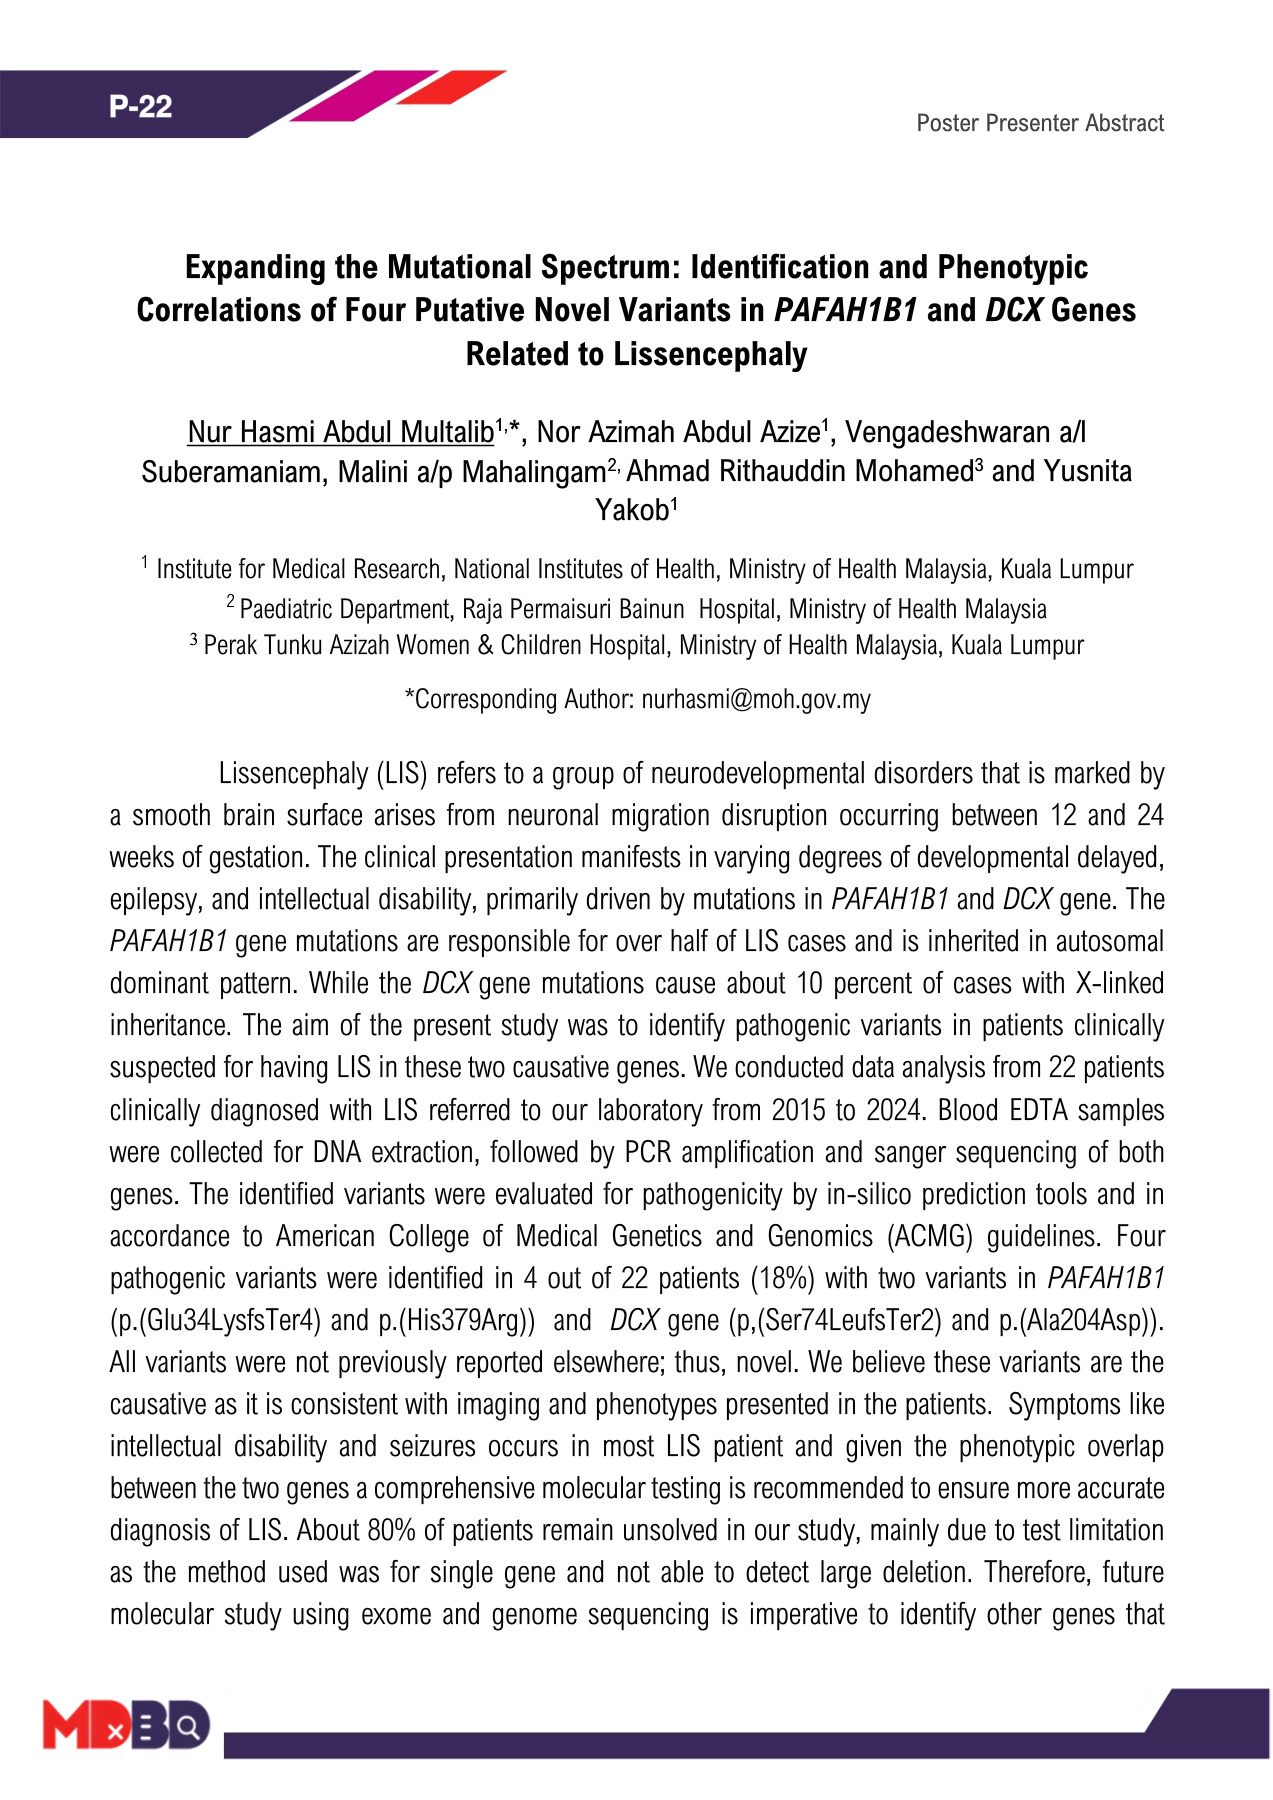 P-22
Poster Presenter Abstract
Expanding the Mutational Spectrum: Identification and Phenotypic
Correlations of Four Putative Novel Variants in PAFAH1B1 and DCX Genes
Related to Lissencephaly
Nur Hasmi Abdul Multalib1,*, Nor Azimah Abdul Azize1, Vengadeshwaran a/l
Suberamaniam, Malini a/p Mahalingam2, Ahmad Rithauddin Mohamed3 and Yusnita
Yakob1
1 Institute for Medical Research, National Institutes of Health, Ministry of Health Malaysia, Kuala Lumpur
2 Paediatric Department, Raja Permaisuri Bainun Hospital, Ministry of Health Malaysia
3 Perak Tunku Azizah Women & Children Hospital, Ministry of Health Malaysia, Kuala Lumpur
*Corresponding Author: nurhasmi@moh.gov.my
Lissencephaly (LIS) refers to a group of neurodevelopmental disorders that is marked by
a smooth brain surface arises from neuronal migration disruption occurring between 12 and 24
weeks of gestation. The clinical presentation manifests in varying degrees of developmental delayed,
epilepsy, and intellectual disability, primarily driven by mutations in PAFAH1B1 and DCX gene. The
PAFAH1B1 gene mutations are responsible for over half of LIS cases and is inherited in autosomal
dominant pattern. While the DCX gene mutations cause about 10 percent of cases with X-linked
inheritance. The aim of the present study was to identify pathogenic variants in patients clinically
suspected for having LIS in these two causative genes. We conducted data analysis from 22 patients
clinically diagnosed with LIS referred to our laboratory from 2015 to 2024. Blood EDTA samples
were collected for DNA extraction, followed by PCR amplification and sanger sequencing of both
genes. The identified variants were evaluated for pathogenicity by in-silico prediction tools and in
accordance to American College of Medical Genetics and Genomics (ACMG) guidelines. Four
pathogenic variants were identified in 4 out of 22 patients (18%) with two variants in PAFAH1B1
(p.(Glu34LysfsTer4) and p.(His379Arg)) and DCX gene (p,(Ser74LeufsTer2) and p.(Ala204Asp)).
All variants were not previously reported elsewhere; thus, novel. We believe these variants are the
causative as it is consistent with imaging and phenotypes presented in the patients. Symptoms like
intellectual disability and seizures occurs in most LIS patient and given the phenotypic overlap
between the two genes a comprehensive molecular testing is recommended to ensure more accurate
diagnosis of LIS. About 80% of patients remain unsolved in our study, mainly due to test limitation
as the method used was for single gene and not able to detect large deletion. Therefore, future
molecular study using exome and genome sequencing is imperative to identify other genes that
MDxBD